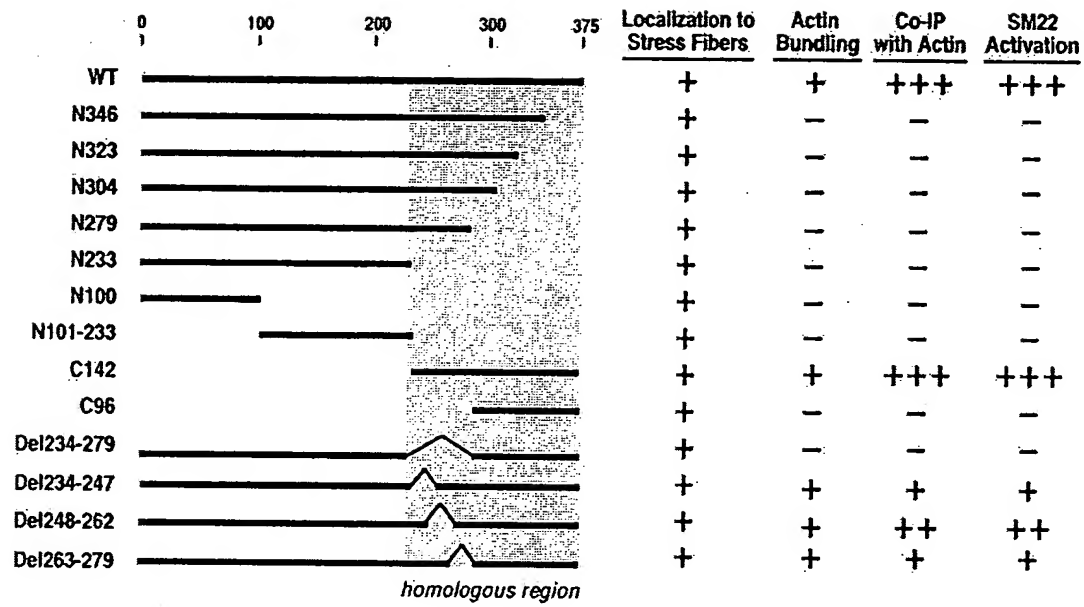 0 100 200 300 375
Localization to Stress Fibers Actin Bundling Co-IP with Actin SM22 Activation
WT + + +++ +++
N346 + − − −
N323 + − − −
N304 + − − −
N279 + − − −
N233 + − − −
N100 + − − −
N101-233 + − − −
C142 + + +++ +++
C96 + − − −
Del234-279 + − − −
Del234-247 + + + +
Del248-262 + + ++ ++
Del263-279 + + + +
homologous region